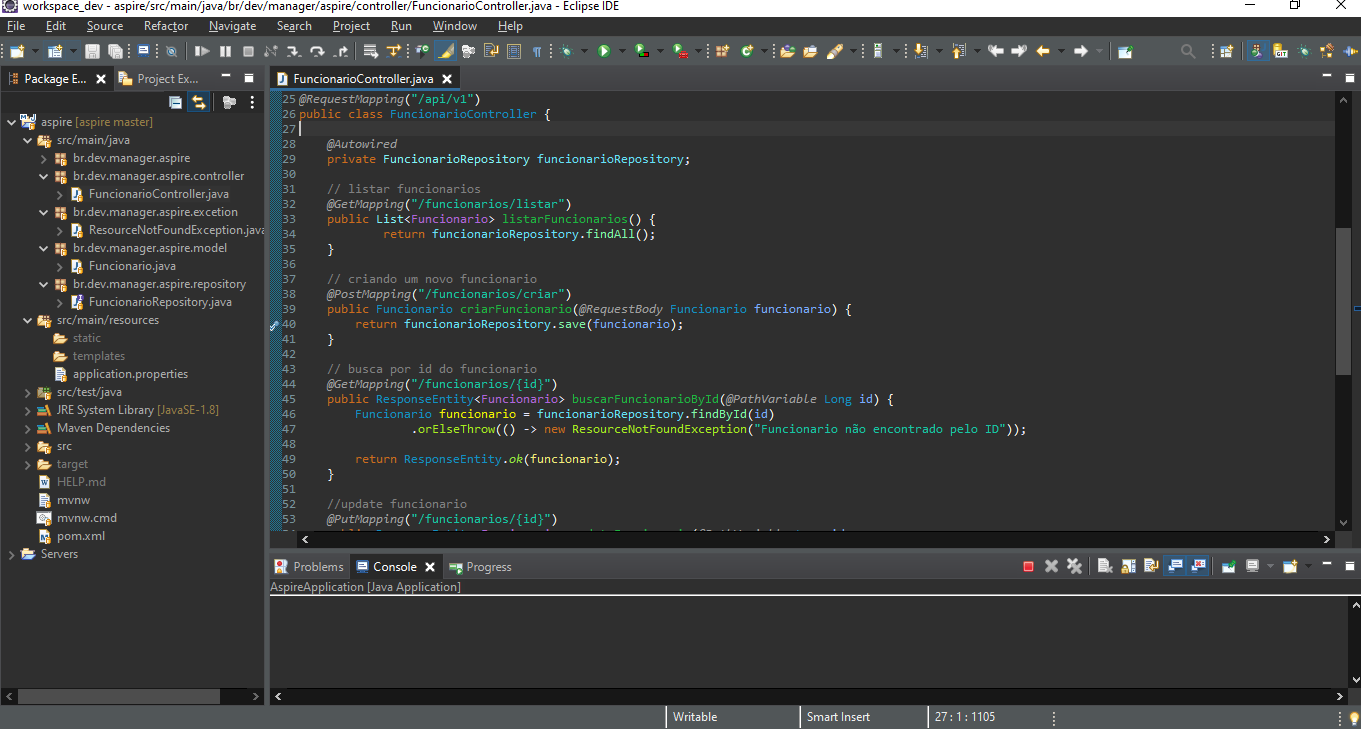 workspace_dev - aspire/src/main/java/br/dev/manager/aspire/controller/FuncionarioController.java - Eclipse IDE
File Edit Source Refactor Navigate Search Project Run Window Help
Package E... Project Ex...
aspire [aspire master]
src/main/java
br.dev.manager.aspire
br.dev.manager.aspire.controller
FuncionarioController.java
br.dev.manager.aspire.excetion
ResourceNotFoundException.java
br.dev.manager.aspire.model
Funcionario.java
br.dev.manager.aspire.repository
FuncionarioRepository.java
src/main/resources
static
templates
application.properties
src/test/java
JRE System Library [JavaSE-1.8]
Maven Dependencies
src
target
HELP.md
mvnw
mvnw.cmd
pom.xml
Servers
FuncionarioController.java
25 @RequestMapping("/api/v1")
26 public class FuncionarioController {
27
28 @Autowired
29 private FuncionarioRepository funcionarioRepository;
30
31 // listar funcionarios
32 @GetMapping("/funcionarios/listar")
33 public List<Funcionario> listarFuncionarios() {
34 return funcionarioRepository.findAll();
35 }
36
37 // criando um novo funcionario
38 @PostMapping("/funcionarios/criar")
39 public Funcionario criarFuncionario(@RequestBody Funcionario funcionario) {
40 return funcionarioRepository.save(funcionario);
41 }
42
43 // busca por id do funcionario
44 @GetMapping("/funcionarios/{id}")
45 public ResponseEntity<Funcionario> buscarFuncionarioById(@PathVariable Long id) {
46 Funcionario funcionario = funcionarioRepository.findById(id)
47 .orElseThrow(() -> new ResourceNotFoundException("Funcionario não encontrado pelo ID"));
48
49 return ResponseEntity.ok(funcionario);
50 }
51
52 //update funcionario
53 @PutMapping("/funcionarios/{id}")
Problems Console Progress
AspireApplication [Java Application]
Writable Smart Insert 27 : 1 : 1105